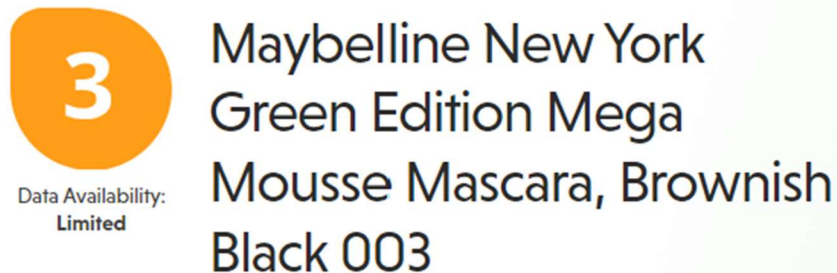 3
Data Availability:
Limited
Maybelline New York
Green Edition Mega
Mousse Mascara, Brownish
Black 003